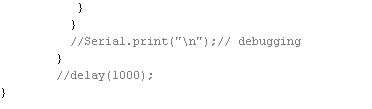 }
}
//Serial.print("\n");// debugging
}
//delay(1000);
}